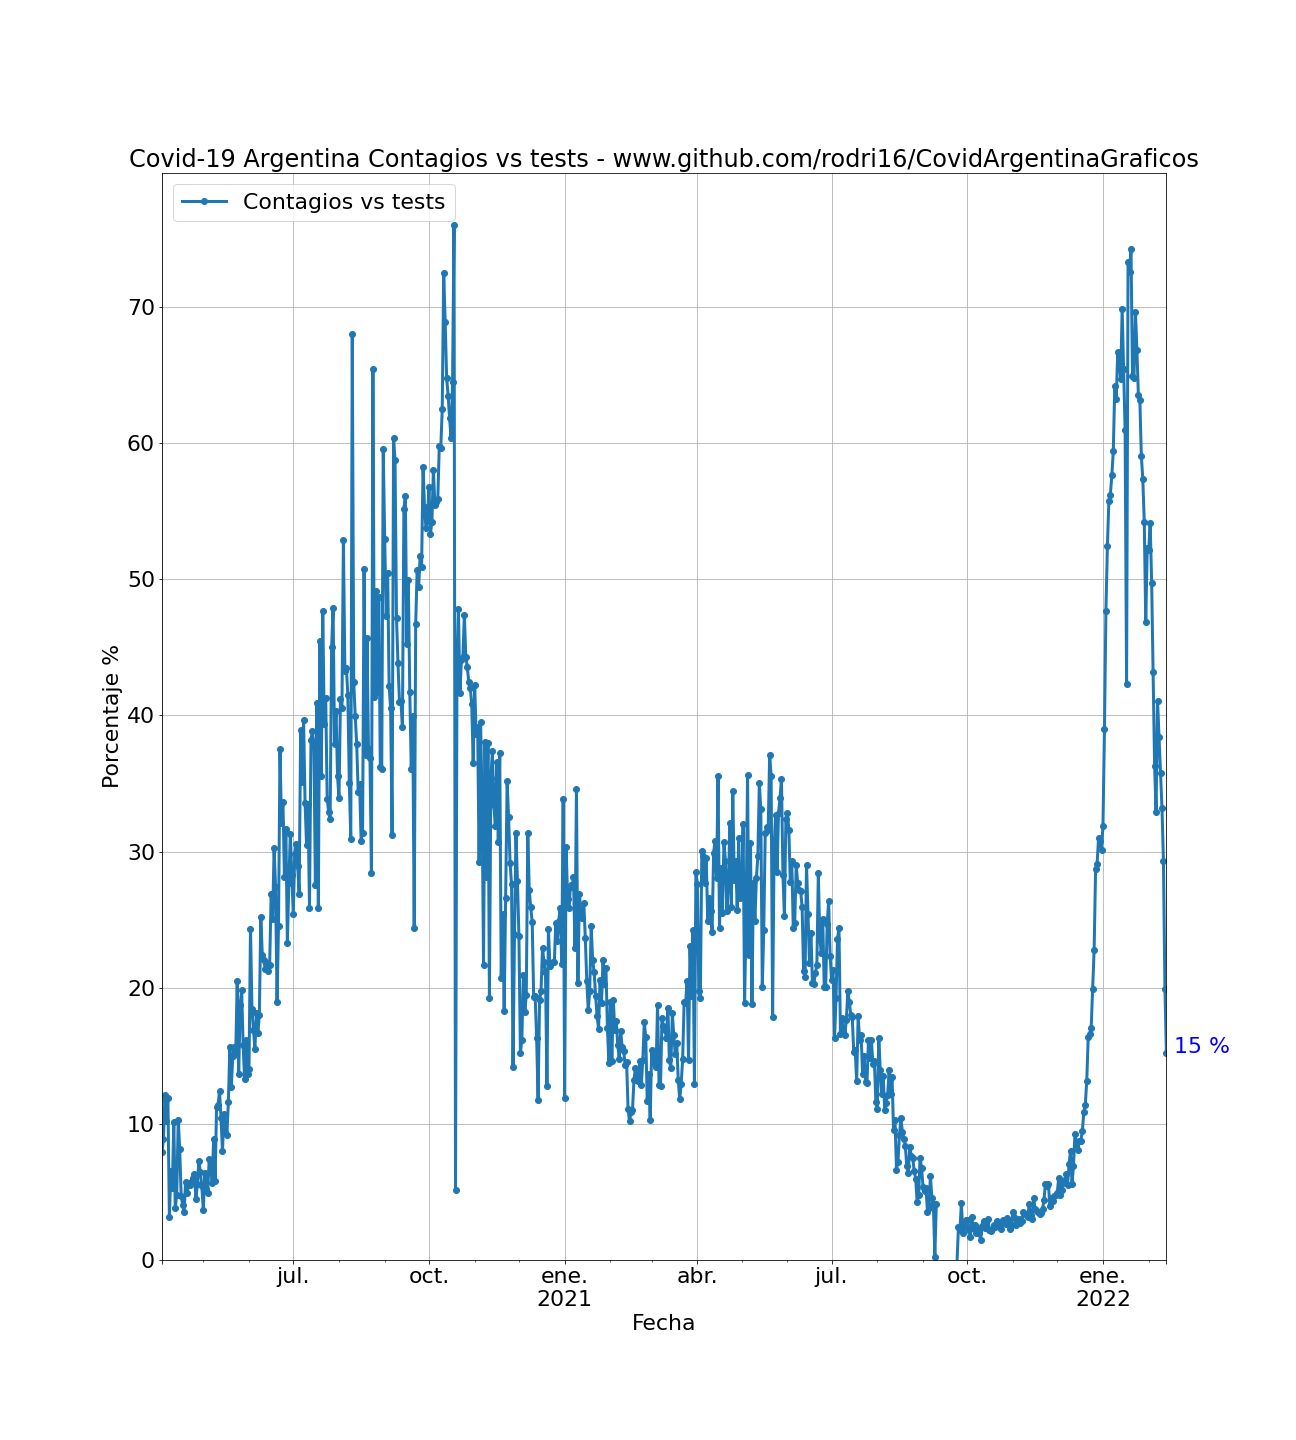 Covid-19 Argentina Contagios vs tests - www.github.com/rodri16/CovidArgentinaGraficos
Contagios vs tests
70
60
50
40
30
20
10
0
Porcentaje %
15 %
jul. oct. ene. abr. jul. oct. ene.
2021 2022
Fecha